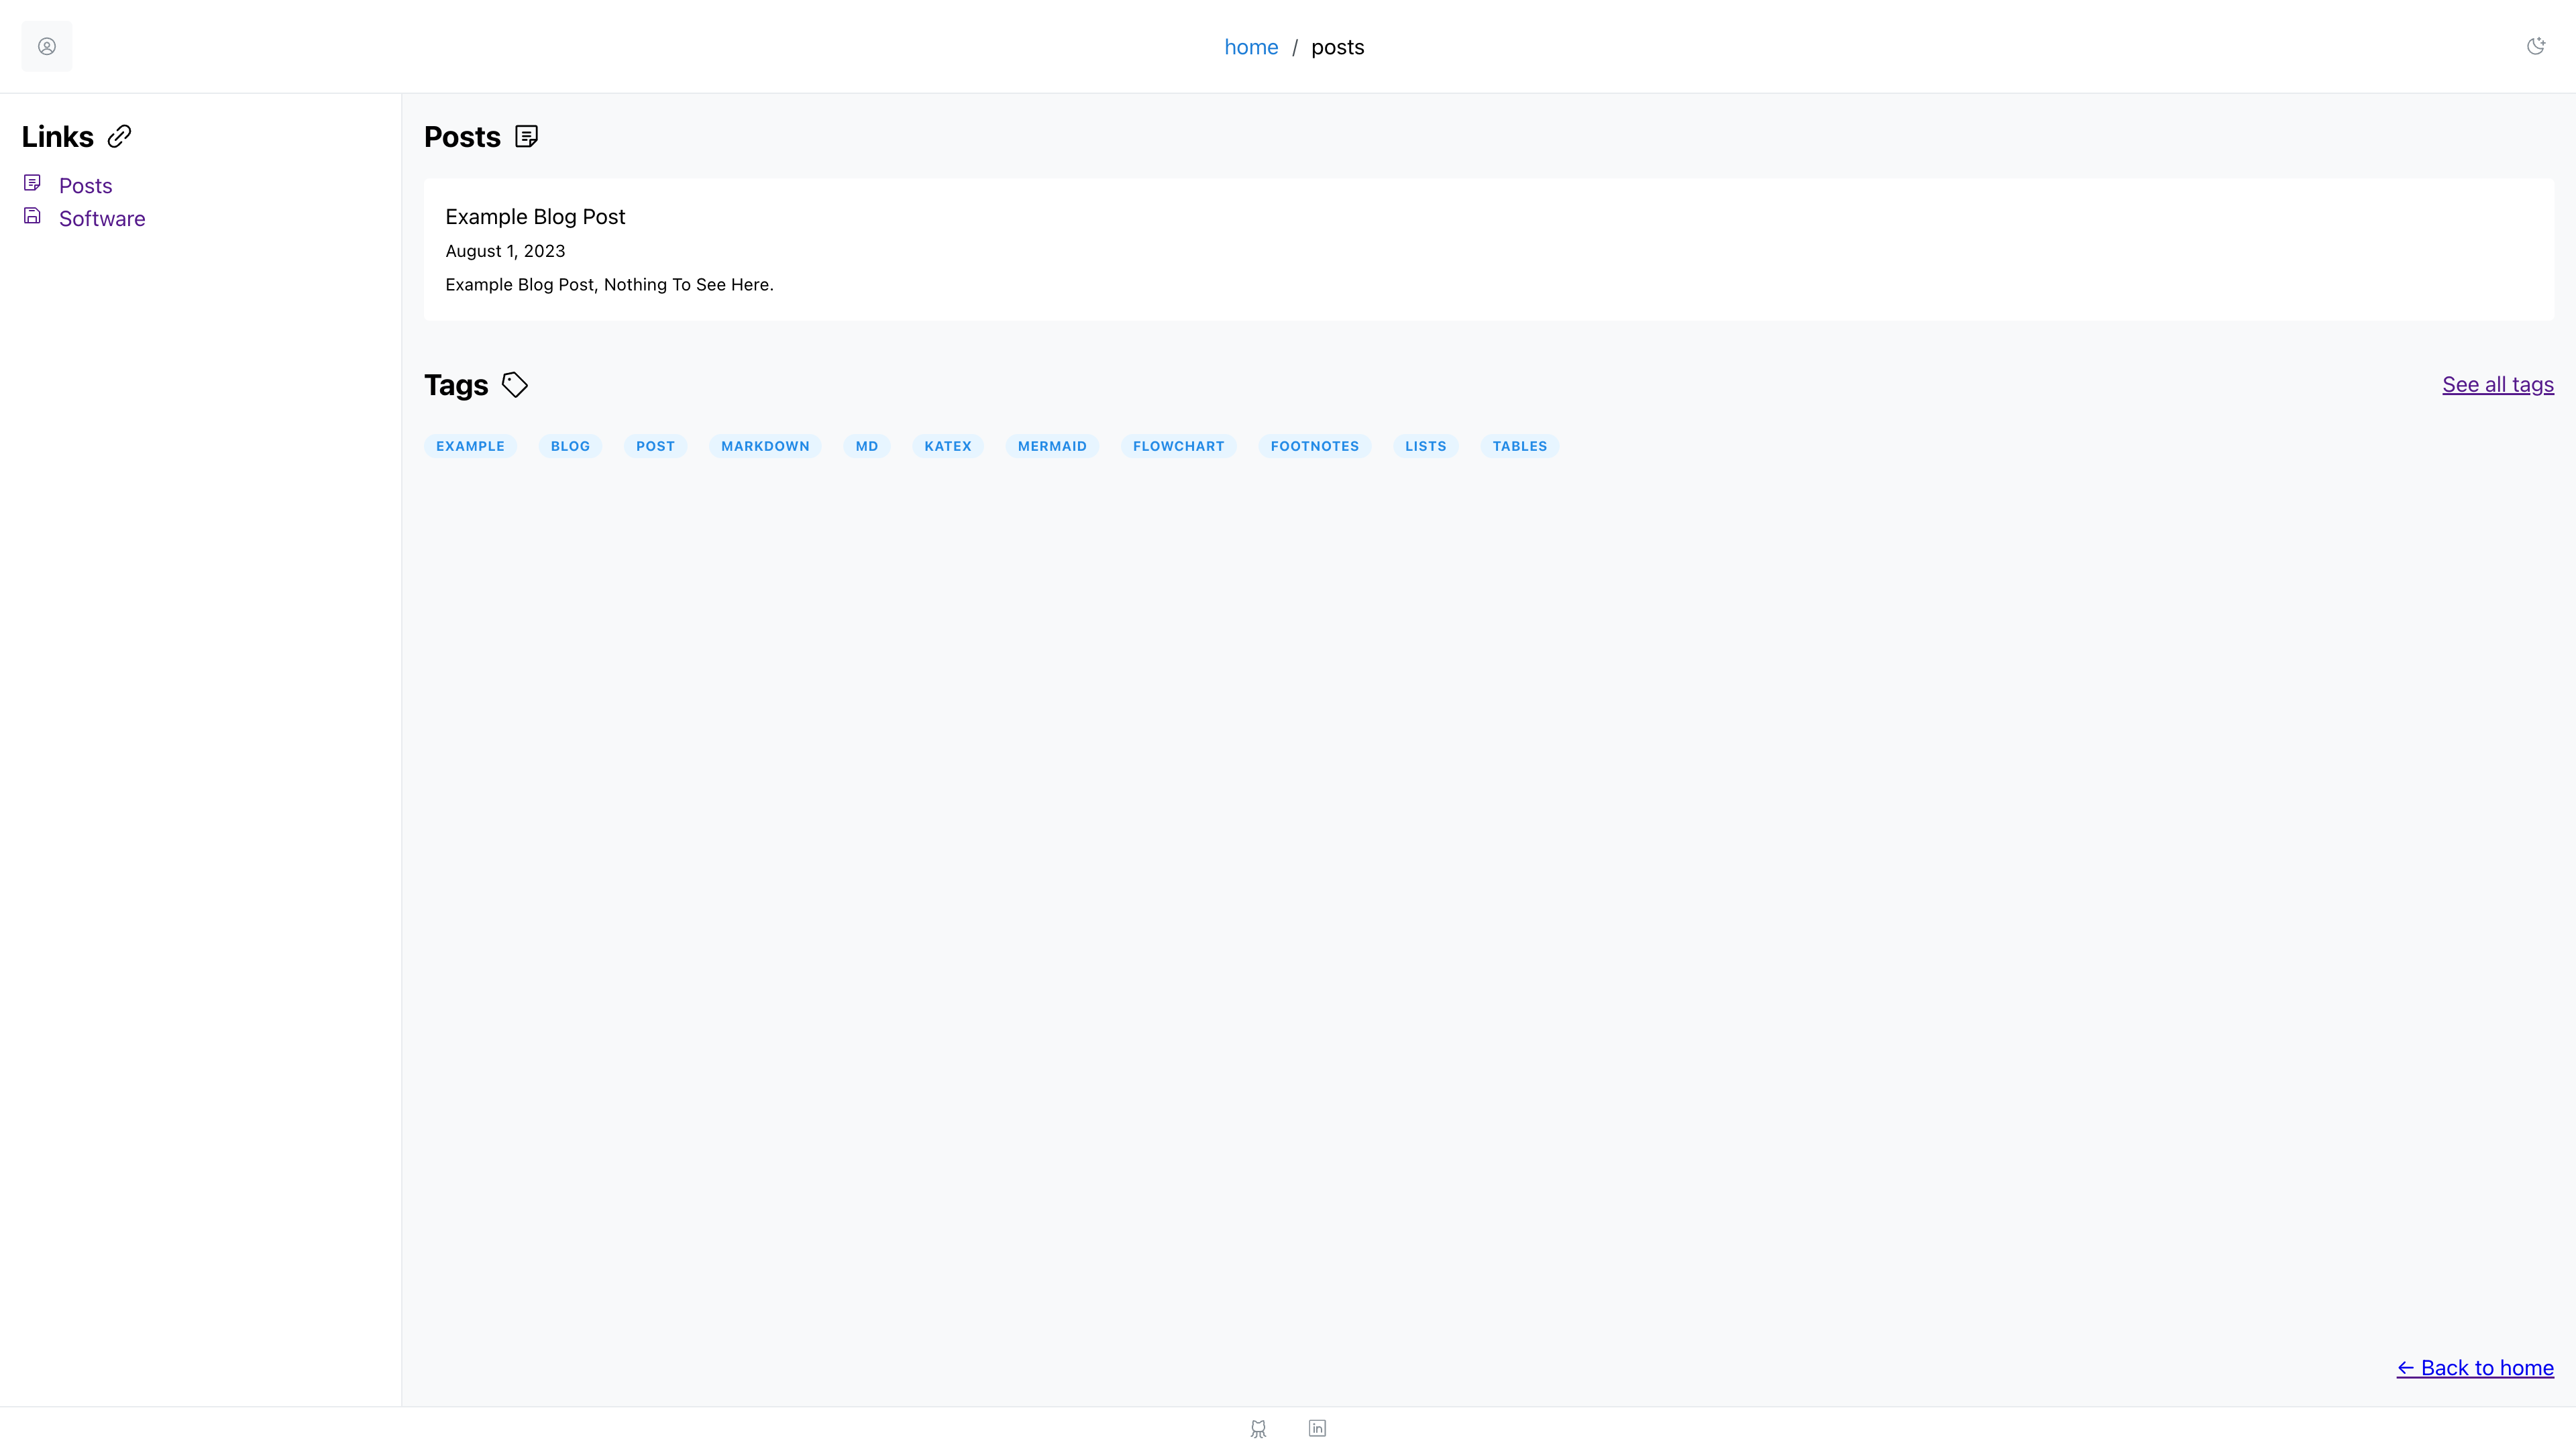 home / posts
Links
Posts
Software
Posts
Example Blog Post
August 1, 2023
Example Blog Post, Nothing To See Here.
Tags
See all tags
EXAMPLE BLOG POST MARKDOWN MD KATEX MERMAID FLOWCHART FOOTNOTES LISTS TABLES
← Back to home
in